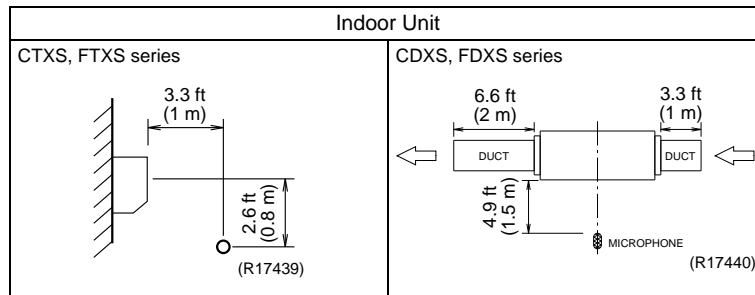 Indoor Unit
CTXS, FTXS series
3.3 ft
(1 m)
2.6 ft
(0.8 m)
(R17439)
CDXS, FDXS series
6.6 ft
(2 m)
3.3 ft
(1 m)
DUCT
DUCT
4.9 ft
(1.5 m)
MICROPHONE
(R17440)